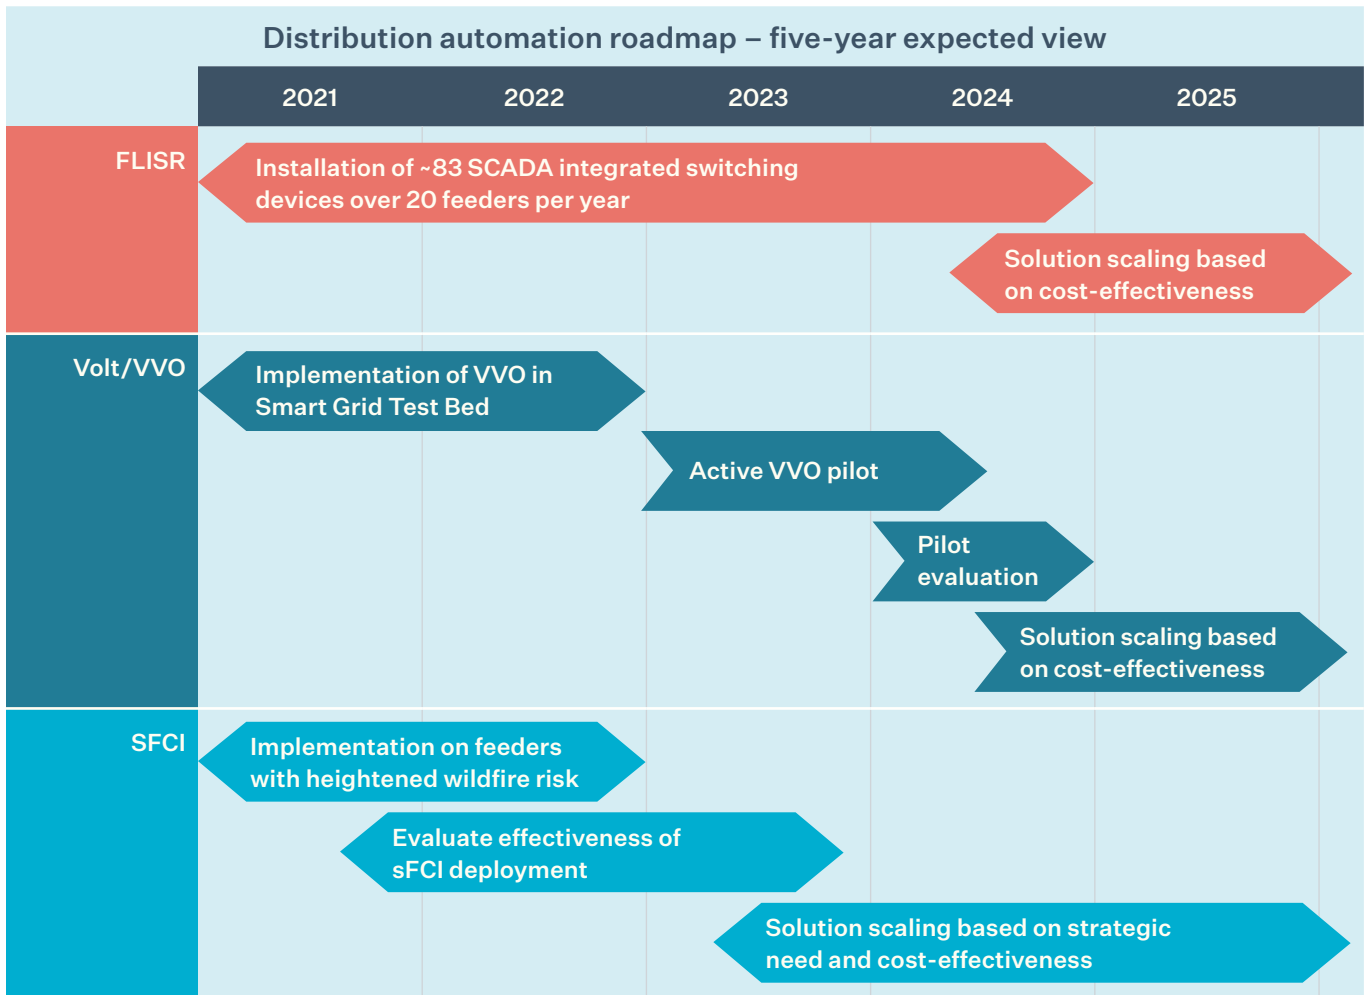 Distribution automation roadmap – five-year expected view
2021 2022 2023 2024 2025
FLISR
Installation of ~83 SCADA integrated switching
devices over 20 feeders per year
Solution scaling based
on cost-effectiveness
Volt/VVO
Implementation of VVO in
Smart Grid Test Bed
Active VVO pilot
Pilot
evaluation
Solution scaling based
on cost-effectiveness
SFCI
Implementation on feeders
with heightened wildfire risk
Evaluate effectiveness of
sFCI deployment
Solution scaling based on strategic
need and cost-effectiveness